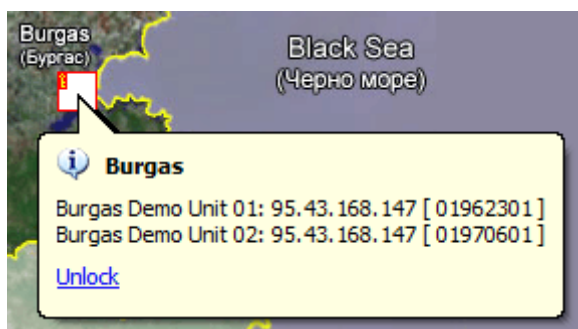 Burgas
(Бургас)
Black Sea
(Черно море)
Burgas
Burgas Demo Unit 01: 95.43.168.147 [ 01962301 ]
Burgas Demo Unit 02: 95.43.168.147 [ 01970601 ]
Unlock